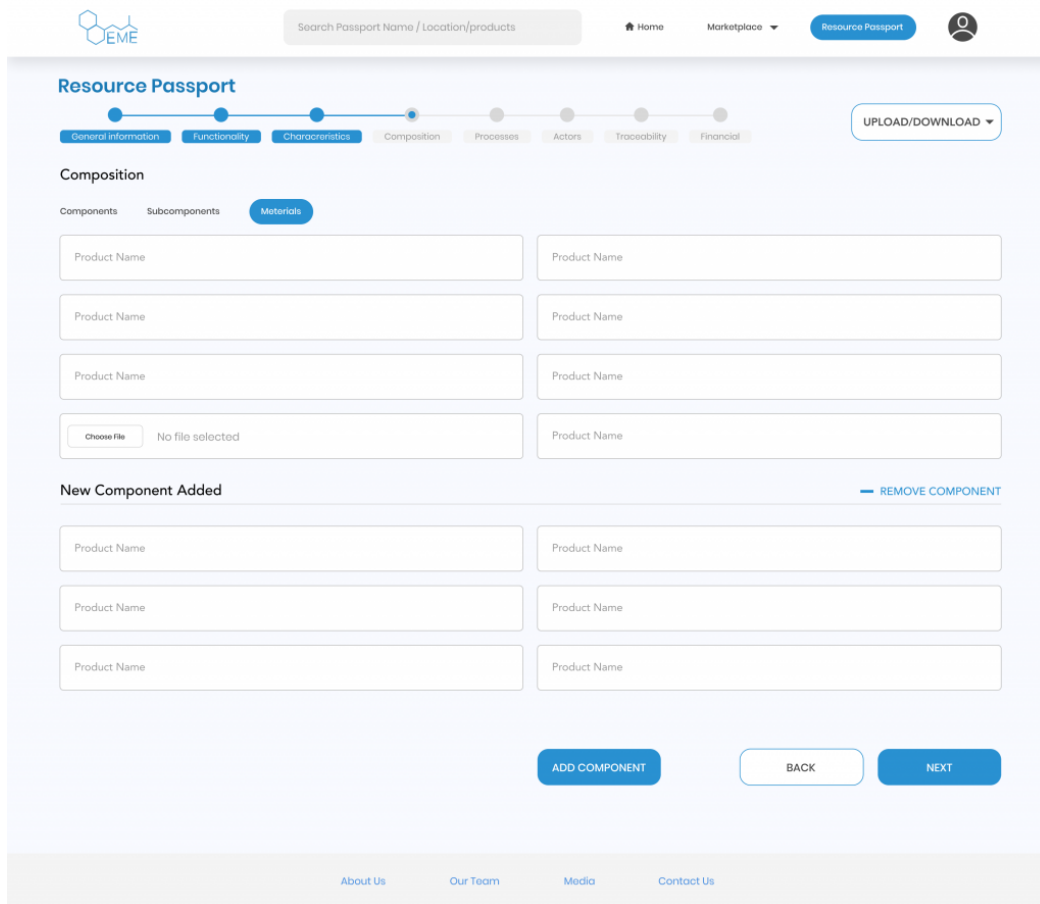 EME
Search Passport Name / Location/products
Home
Marketplace
Resource Passport
Resource Passport
General information
Functionality
Characreristics
Composition
Processes
Actors
Traceability
Financial
UPLOAD/DOWNLOAD
Composition
Components
Subcomponents
Meterials
Product Name
Product Name
Product Name
Product Name
Product Name
Product Name
Choose File
No file selected
Product Name
New Component Added
REMOVE COMPONENT
Product Name
Product Name
Product Name
Product Name
Product Name
Product Name
ADD COMPONENT
BACK
NEXT
About Us
Our Team
Media
Contact Us